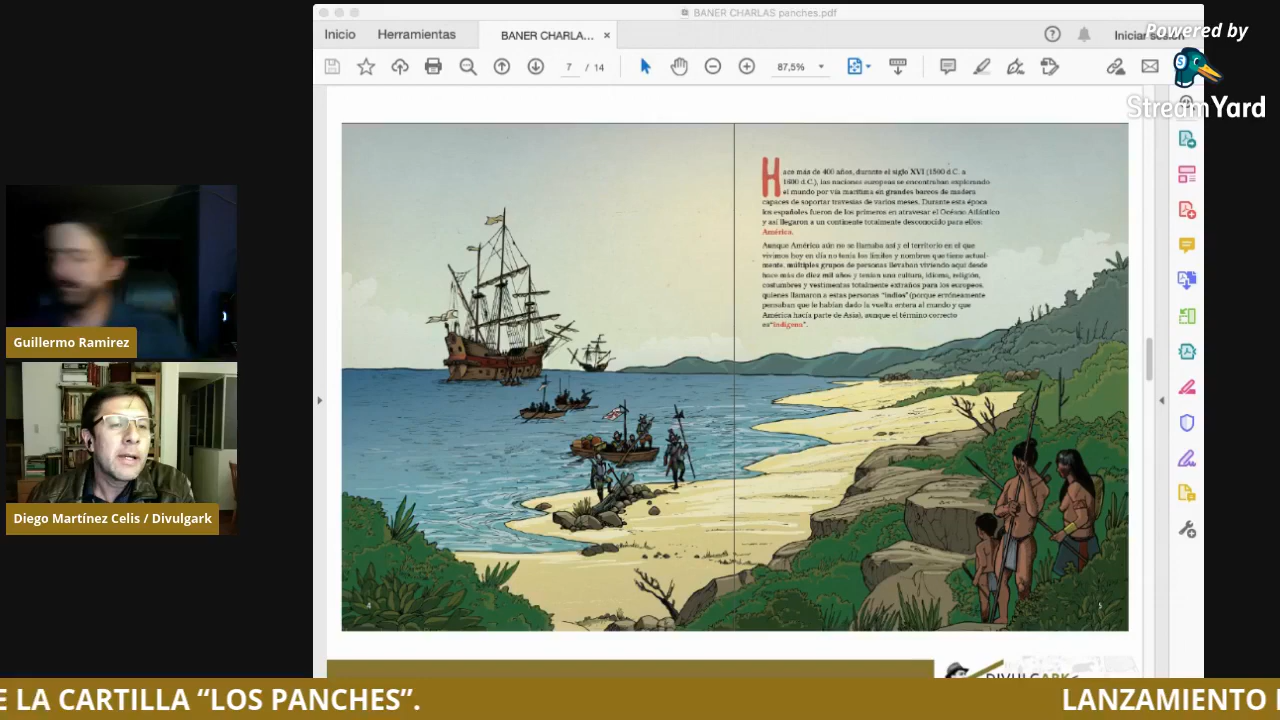 BANER CHARLAS panches.pdf
Inicio
Herramientas
BANER CHARLA... ×
Iniciar sesión
Powered by
StreamYard
7 / 14
87,5%
Hace más de 400 años, durante el siglo XVI (1500 d.C. a
1600 d.C.), las naciones europeas se encontraban explorando
el mundo por vía marítima en grandes barcos de madera
capaces de soportar travesías de varios meses. Durante esta época
los españoles fueron de los primeros en atravesar el Océano Atlántico
y así llegaron a un continente totalmente desconocido para ellos:
América.
Aunque América aún no se llamaba así y el territorio en el que
vivimos hoy en día no tenía los límites y nombres que tiene actual-
mente, múltiples grupos de personas llevaban viviendo aquí desde
hace más de diez mil años y tenían una cultura, idioma, religión,
costumbres y vestimentas totalmente extraños para los europeos,
quienes llamaron a estas personas "indios" (porque erróneamente
pensaban que le habían dado la vuelta entera al mundo y que
América hacía parte de Asia), aunque el término correcto
es "indígena".
4
5
Guillermo Ramirez
Diego Martínez Celis / Divulgark
DIVULGARK
E LA CARTILLA “LOS PANCHES”.
LANZAMIENTO